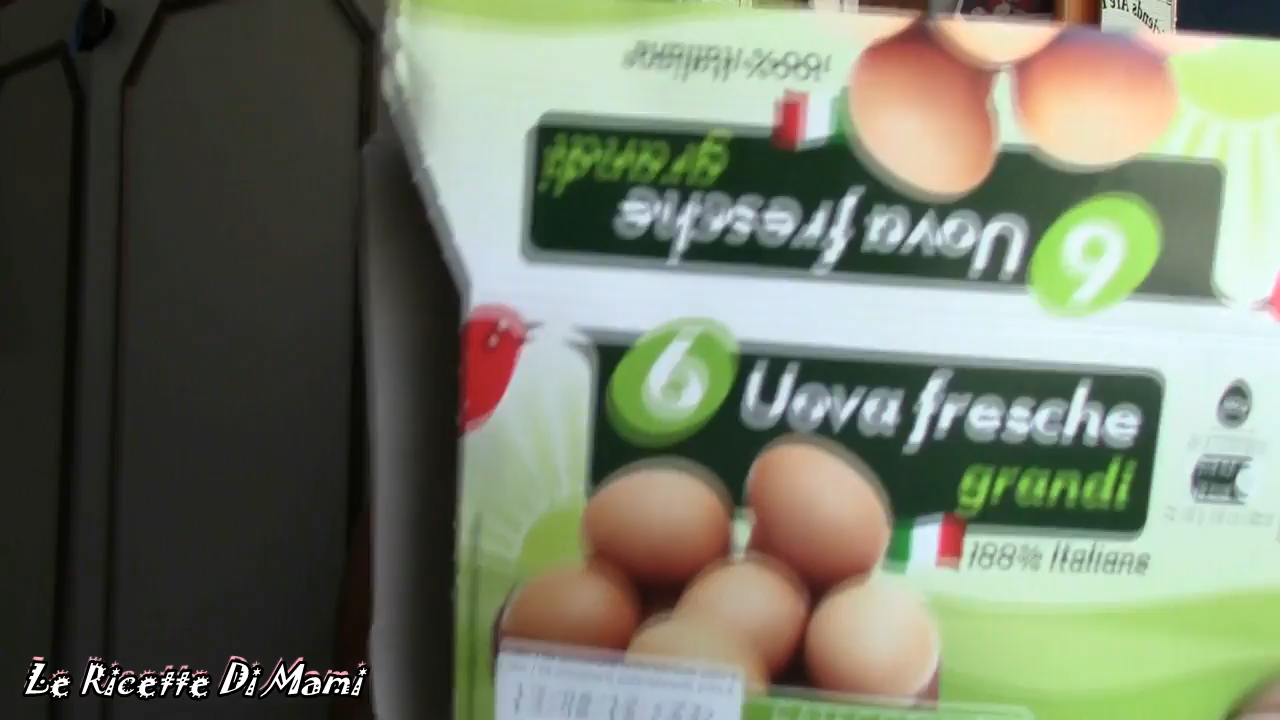 100% Italiane
grandi
6 Uova fresche
6 Uova fresche
grandi
100% Italiane
Le Ricette Di Mami